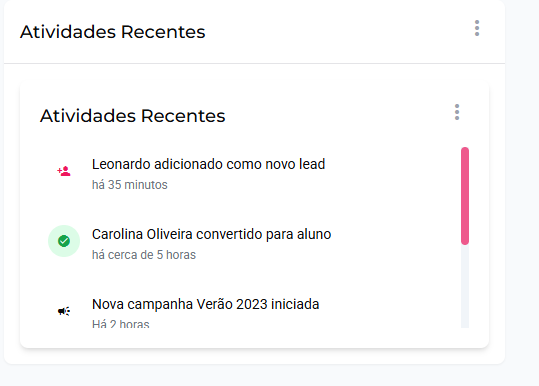 Atividades Recentes
Atividades Recentes
Leonardo adicionado como novo lead
há 35 minutos
Carolina Oliveira convertido para aluno
há cerca de 5 horas
Nova campanha Verão 2023 iniciada
Há 2 horas